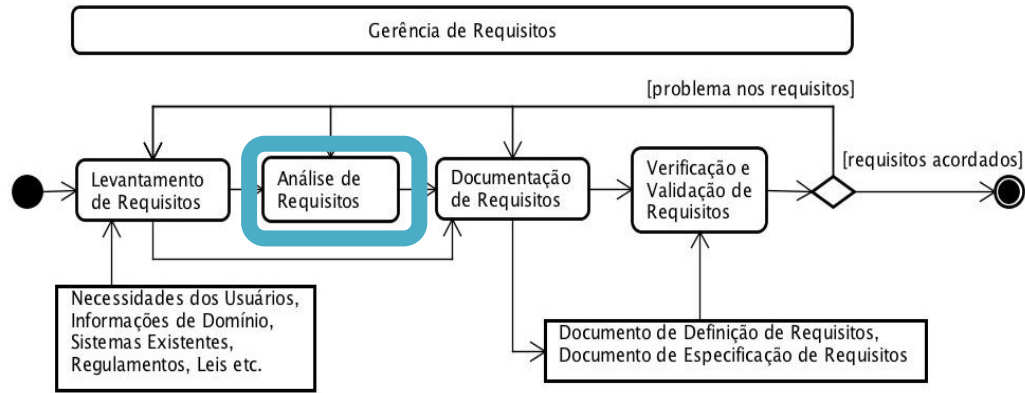 Gerência de Requisitos
[problema nos requisitos]
[requisitos acordados]
Levantamento
de Requisitos
Análise de
Requisitos
Documentação
de Requisitos
Verificação e
Validação de
Requisitos
Necessidades dos Usuários,
Informações de Domínio,
Sistemas Existentes,
Regulamentos, Leis etc.
Documento de Definição de Requisitos,
Documento de Especificação de Requisitos